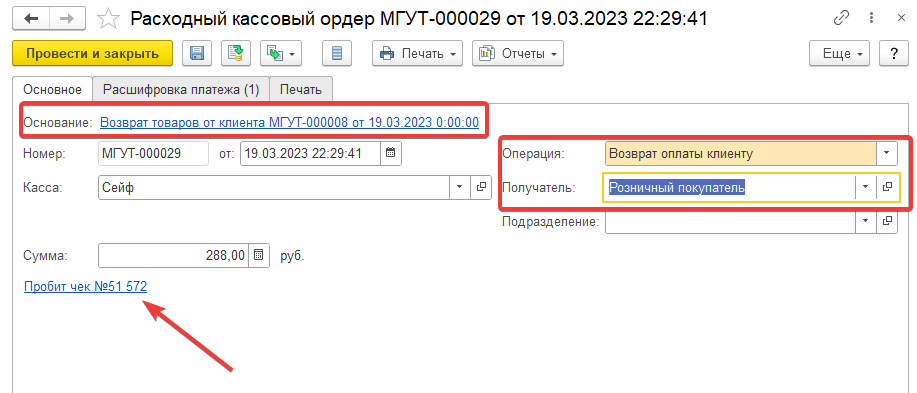 Расходный кассовый ордер МГУТ-000029 от 19.03.2023 22:29:41
Провести и закрыть Печать Отчеты Еще ?
Основное Расшифровка платежа (1) Печать
Основание: Возврат товаров от клиента МГУТ-000008 от 19.03.2023 0:00:00
Номер: МГУТ-000029 от: 19.03.2023 22:29:41 Операция: Возврат оплаты клиенту
Касса: Сейф Получатель: Розничный покупатель
Подразделение:
Сумма: 288,00 руб.
Пробит чек №51 572